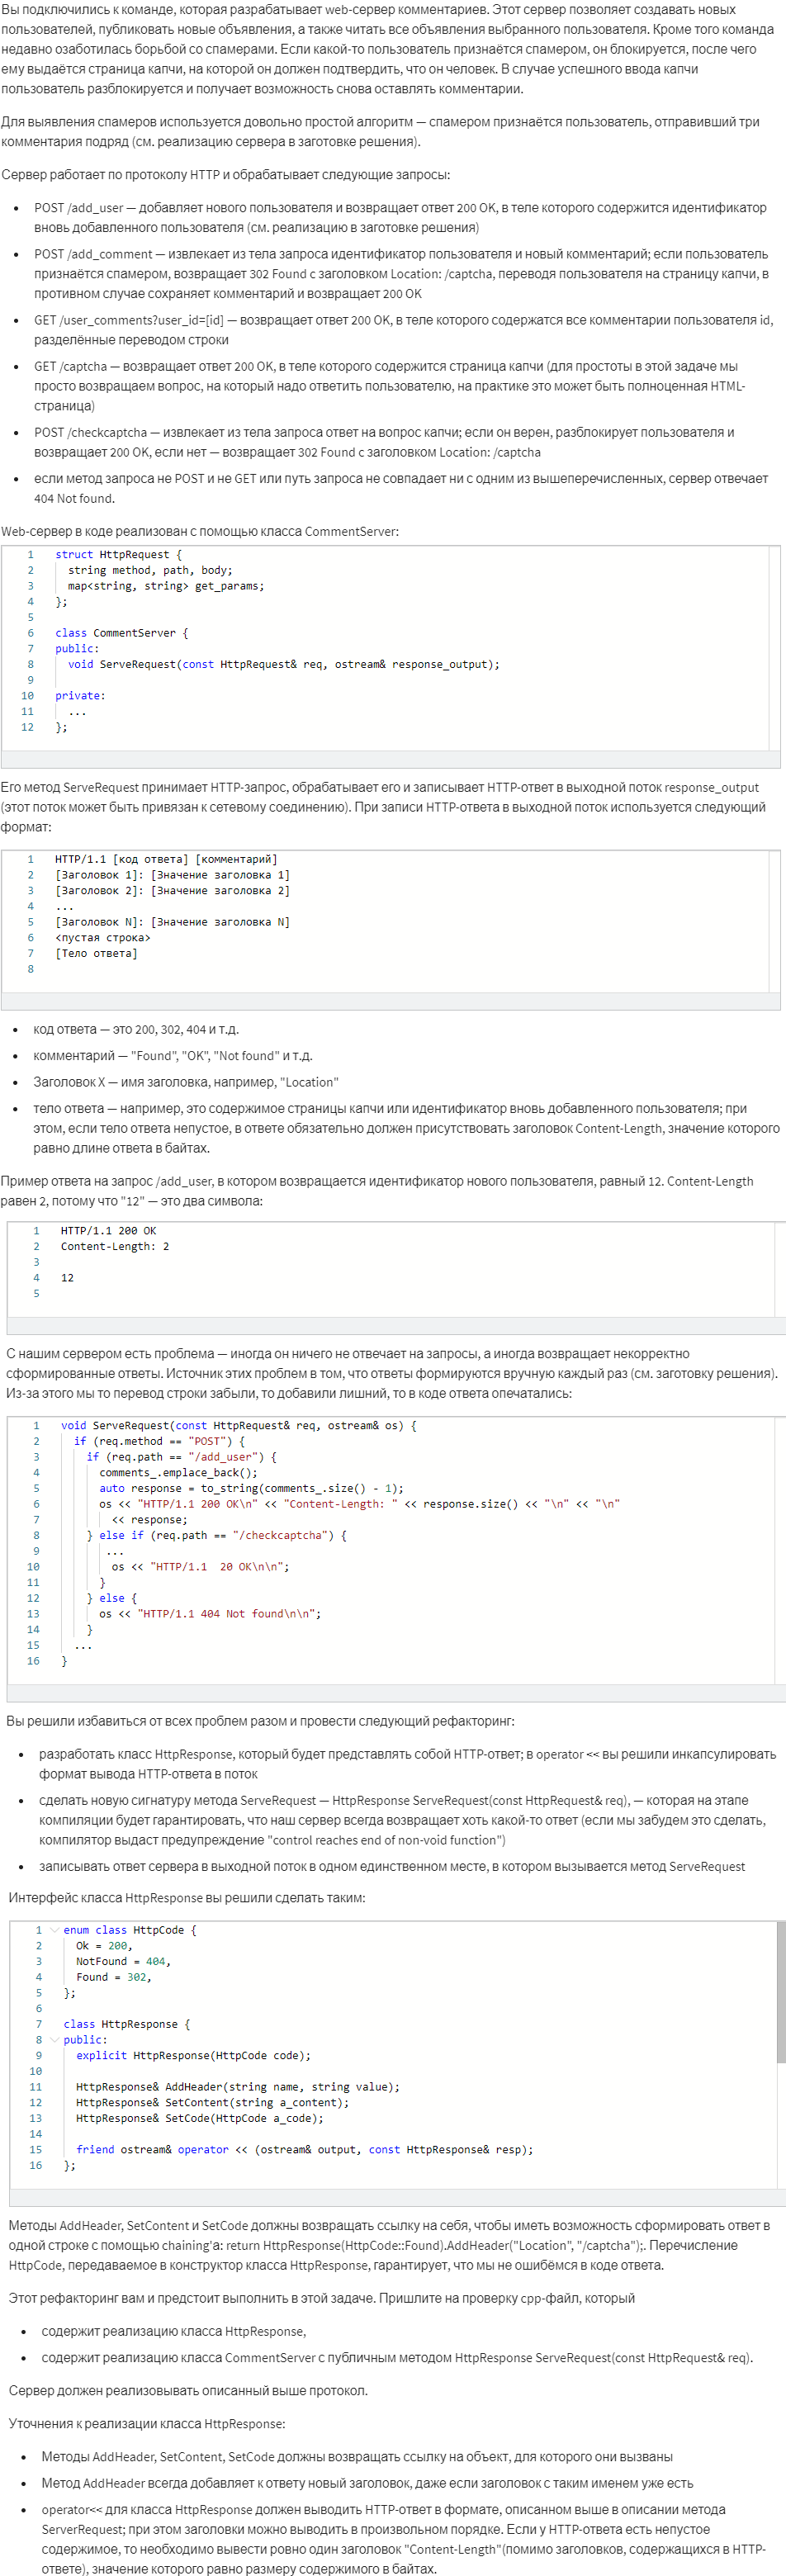 Вы подключились к команде, которая разрабатывает web-сервер комментариев. Этот сервер позволяет создавать новых
пользователей, публиковать новые объявления, а также читать все объявления выбранного пользователя. Кроме того команда
недавно озаботилась борьбой со спамерами. Если какой-то пользователь признаётся спамером, он блокируется, после чего
ему выдаётся страница капчи, на которой он должен подтвердить, что он человек. В случае успешного ввода капчи
пользователь разблокируется и получает возможность снова оставлять комментарии.
Для выявления спамеров используется довольно простой алгоритм — спамером признаётся пользователь, отправивший три
комментария подряд (см. реализацию сервера в заготовке решения).
Сервер работает по протоколу HTTP и обрабатывает следующие запросы:
• POST /add_user — добавляет нового пользователя и возвращает ответ 200 OK, в теле которого содержится идентификатор
вновь добавленного пользователя (см. реализацию в заготовке решения)
• POST /add_comment — извлекает из тела запроса идентификатор пользователя и новый комментарий; если пользователь
признаётся спамером, возвращает 302 Found с заголовком Location: /captcha, переводя пользователя на страницу капчи, в
противном случае сохраняет комментарий и возвращает 200 OK
• GET /user_comments?user_id=[id] — возвращает ответ 200 OK, в теле которого содержатся все комментарии пользователя id,
разделённые переводом строки
• GET /captcha — возвращает ответ 200 OK, в теле которого содержится страница капчи (для простоты в этой задаче мы
просто возвращаем вопрос, на который надо ответить пользователю, на практике это может быть полноценная HTML-
страница)
• POST /checkcaptcha — извлекает из тела запроса ответ на вопрос капчи; если он верен, разблокирует пользователя и
возвращает 200 OK, если нет — возвращает 302 Found с заголовком Location: /captcha
• если метод запроса не POST и не GET или путь запроса не совпадает ни с одним из вышеперечисленных, сервер отвечает
404 Not found.
Web-сервер в коде реализован с помощью класса CommentServer:
1 struct HttpRequest {
2 string method, path, body;
3 map<string, string> get_params;
4 };
5
6 class CommentServer {
7 public:
8 void ServeRequest(const HttpRequest& req, ostream& response_output);
9
10 private:
11 ...
12 };
Его метод ServeRequest принимает HTTP-запрос, обрабатывает его и записывает HTTP-ответ в выходной поток response_output
(этот поток может быть привязан к сетевому соединению). При записи HTTP-ответа в выходной поток используется следующий
формат:
1 HTTP/1.1 [код ответа] [комментарий]
2 [Заголовок 1]: [Значение заголовка 1]
3 [Заголовок 2]: [Значение заголовка 2]
4 ...
5 [Заголовок N]: [Значение заголовка N]
6 <пустая строка>
7 [Тело ответа]
8
• код ответа — это 200, 302, 404 и т.д.
• комментарий — "Found", "OK", "Not found" и т.д.
• Заголовок X — имя заголовка, например, "Location"
• тело ответа — например, это содержимое страницы капчи или идентификатор вновь добавленного пользователя; при
этом, если тело ответа непустое, в ответе обязательно должен присутствовать заголовок Content-Length, значение которого
равно длине ответа в байтах.
Пример ответа на запрос /add_user, в котором возвращается идентификатор нового пользователя, равный 12. Content-Length
равен 2, потому что "12" — это два символа:
1 HTTP/1.1 200 OK
2 Content-Length: 2
3
4 12
5
С нашим сервером есть проблема — иногда он ничего не отвечает на запросы, а иногда возвращает некорректно
сформированные ответы. Источник этих проблем в том, что ответы формируются вручную каждый раз (см. заготовку решения).
Из-за этого мы то перевод строки забыли, то добавили лишний, то в коде ответа опечатались:
1 void ServeRequest(const HttpRequest& req, ostream& os) {
2 if (req.method == "POST") {
3 if (req.path == "/add_user") {
4 comments_.emplace_back();
5 auto response = to_string(comments_.size() - 1);
6 os << "HTTP/1.1 200 OK\n" << "Content-Length: " << response.size() << "\n" << "\n"
7 << response;
8 } else if (req.path == "/checkcaptcha") {
9 ...
10 os << "HTTP/1.1  20 OK\n\n";
11 }
12 } else {
13 os << "HTTP/1.1 404 Not found\n\n";
14 }
15 ...
16 }
Вы решили избавиться от всех проблем разом и провести следующий рефакторинг:
• разработать класс HttpResponse, который будет представлять собой HTTP-ответ; в operator << вы решили инкапсулировать
формат вывода HTTP-ответа в поток
• сделать новую сигнатуру метода ServeRequest — HttpResponse ServeRequest(const HttpRequest& req), — которая на этапе
компиляции будет гарантировать, что наш сервер всегда возвращает хоть какой-то ответ (если мы забудем это сделать,
компилятор выдаст предупреждение "control reaches end of non-void function")
• записывать ответ сервера в выходной поток в одном единственном месте, в котором вызывается метод ServeRequest
Интерфейс класса HttpResponse вы решили сделать таким:
1 enum class HttpCode {
2 Ok = 200,
3 NotFound = 404,
4 Found = 302,
5 };
6
7 class HttpResponse {
8 public:
9 explicit HttpResponse(HttpCode code);
10
11 HttpResponse& AddHeader(string name, string value);
12 HttpResponse& SetContent(string a_content);
13 HttpResponse& SetCode(HttpCode a_code);
14
15 friend ostream& operator << (ostream& output, const HttpResponse& resp);
16 };
Методы AddHeader, SetContent и SetCode должны возвращать ссылку на себя, чтобы иметь возможность сформировать ответ в
одной строке с помощью chaining'а: return HttpResponse(HttpCode::Found).AddHeader("Location", "/captcha");. Перечисление
HttpCode, передаваемое в конструктор класса HttpResponse, гарантирует, что мы не ошибёмся в коде ответа.
Этот рефакторинг вам и предстоит выполнить в этой задаче. Пришлите на проверку cpp-файл, который
• содержит реализацию класса HttpResponse,
• содержит реализацию класса CommentServer с публичным методом HttpResponse ServeRequest(const HttpRequest& req).
Сервер должен реализовывать описанный выше протокол.
Уточнения к реализации класса HttpResponse:
• Методы AddHeader, SetContent, SetCode должны возвращать ссылку на объект, для которого они вызваны
• Метод AddHeader всегда добавляет к ответу новый заголовок, даже если заголовок с таким именем уже есть
• operator<< для класса HttpResponse должен выводить HTTP-ответ в формате, описанном выше в описании метода
ServerRequest; при этом заголовки можно выводить в произвольном порядке. Если у HTTP-ответа есть непустое
содержимое, то необходимо вывести ровно один заголовок "Content-Length"(помимо заголовков, содержащихся в HTTP-
ответе), значение которого равно размеру содержимого в байтах.